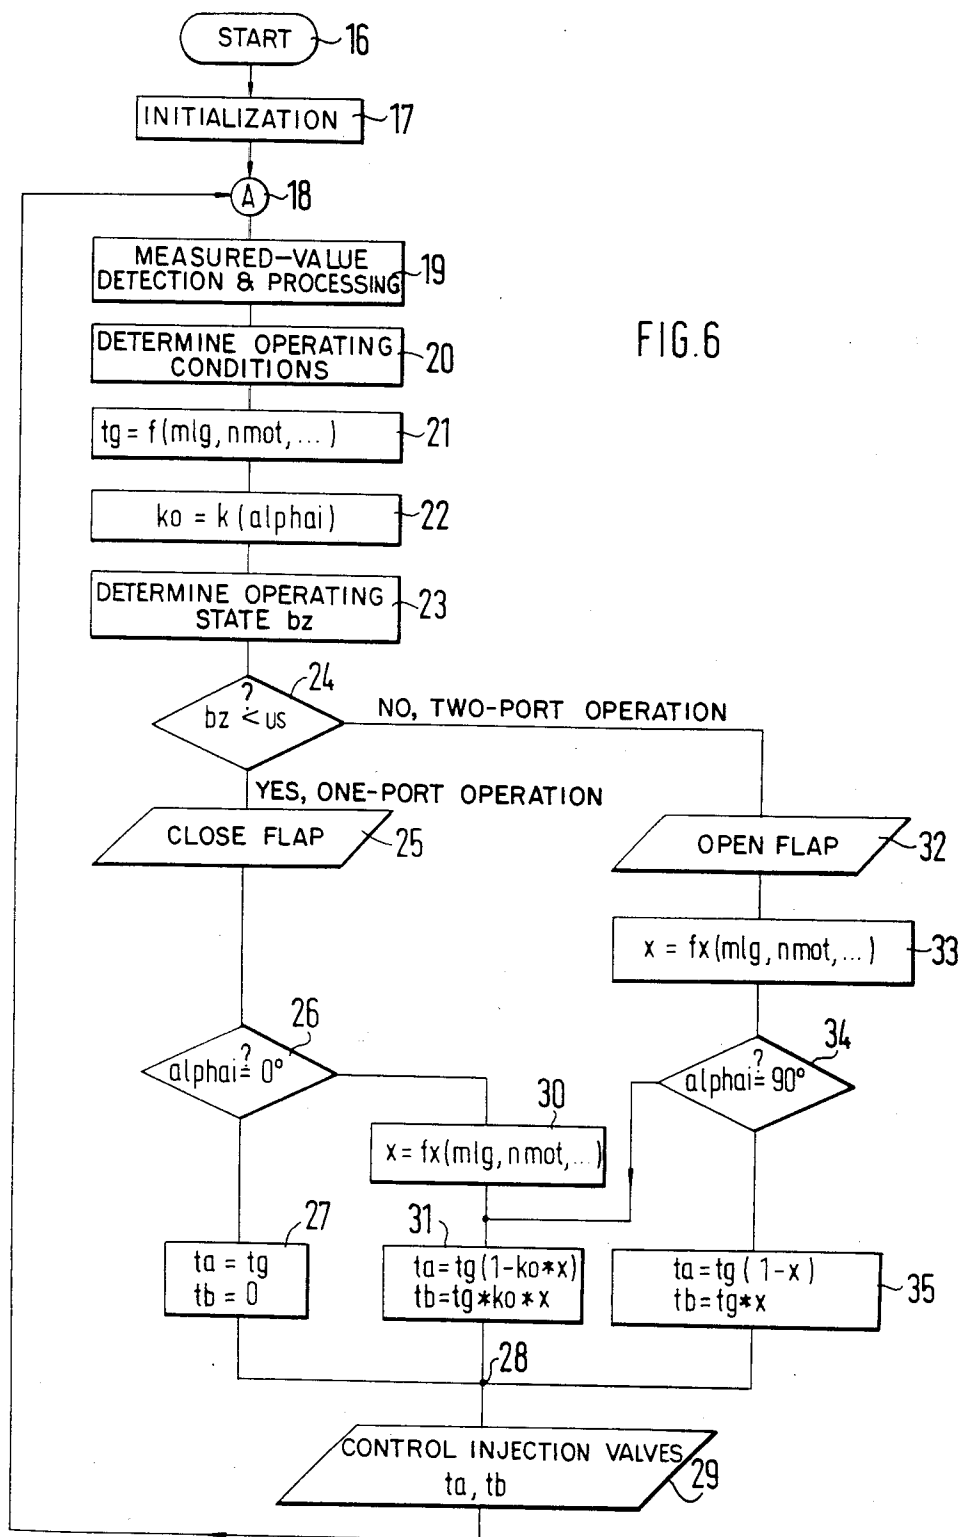 START
16
INITIALIZATION
17
A
18
MEASURED-VALUE
DETECTION & PROCESSING
19
DETERMINE OPERATING
CONDITIONS
20
FIG.6
tg = f(mlg, nmot, ... )
21
ko = k (alphai)
22
DETERMINE OPERATING
STATE bz
23
24
?
bz < us
NO, TWO-PORT OPERATION
YES, ONE-PORT OPERATION
CLOSE FLAP
25
OPEN FLAP
32
x = fx(mlg, nmot, ... )
33
26
?
alphai = 0°
34
?
alphai = 90°
30
x = fx(mlg, nmot, ...)
27
ta = tg
tb = 0
31
ta=tg(1-ko*x)
tb=tg*ko*x
ta=tg( 1-x)
tb=tg*x
35
28
CONTROL INJECTION VALVES
ta, tb
29